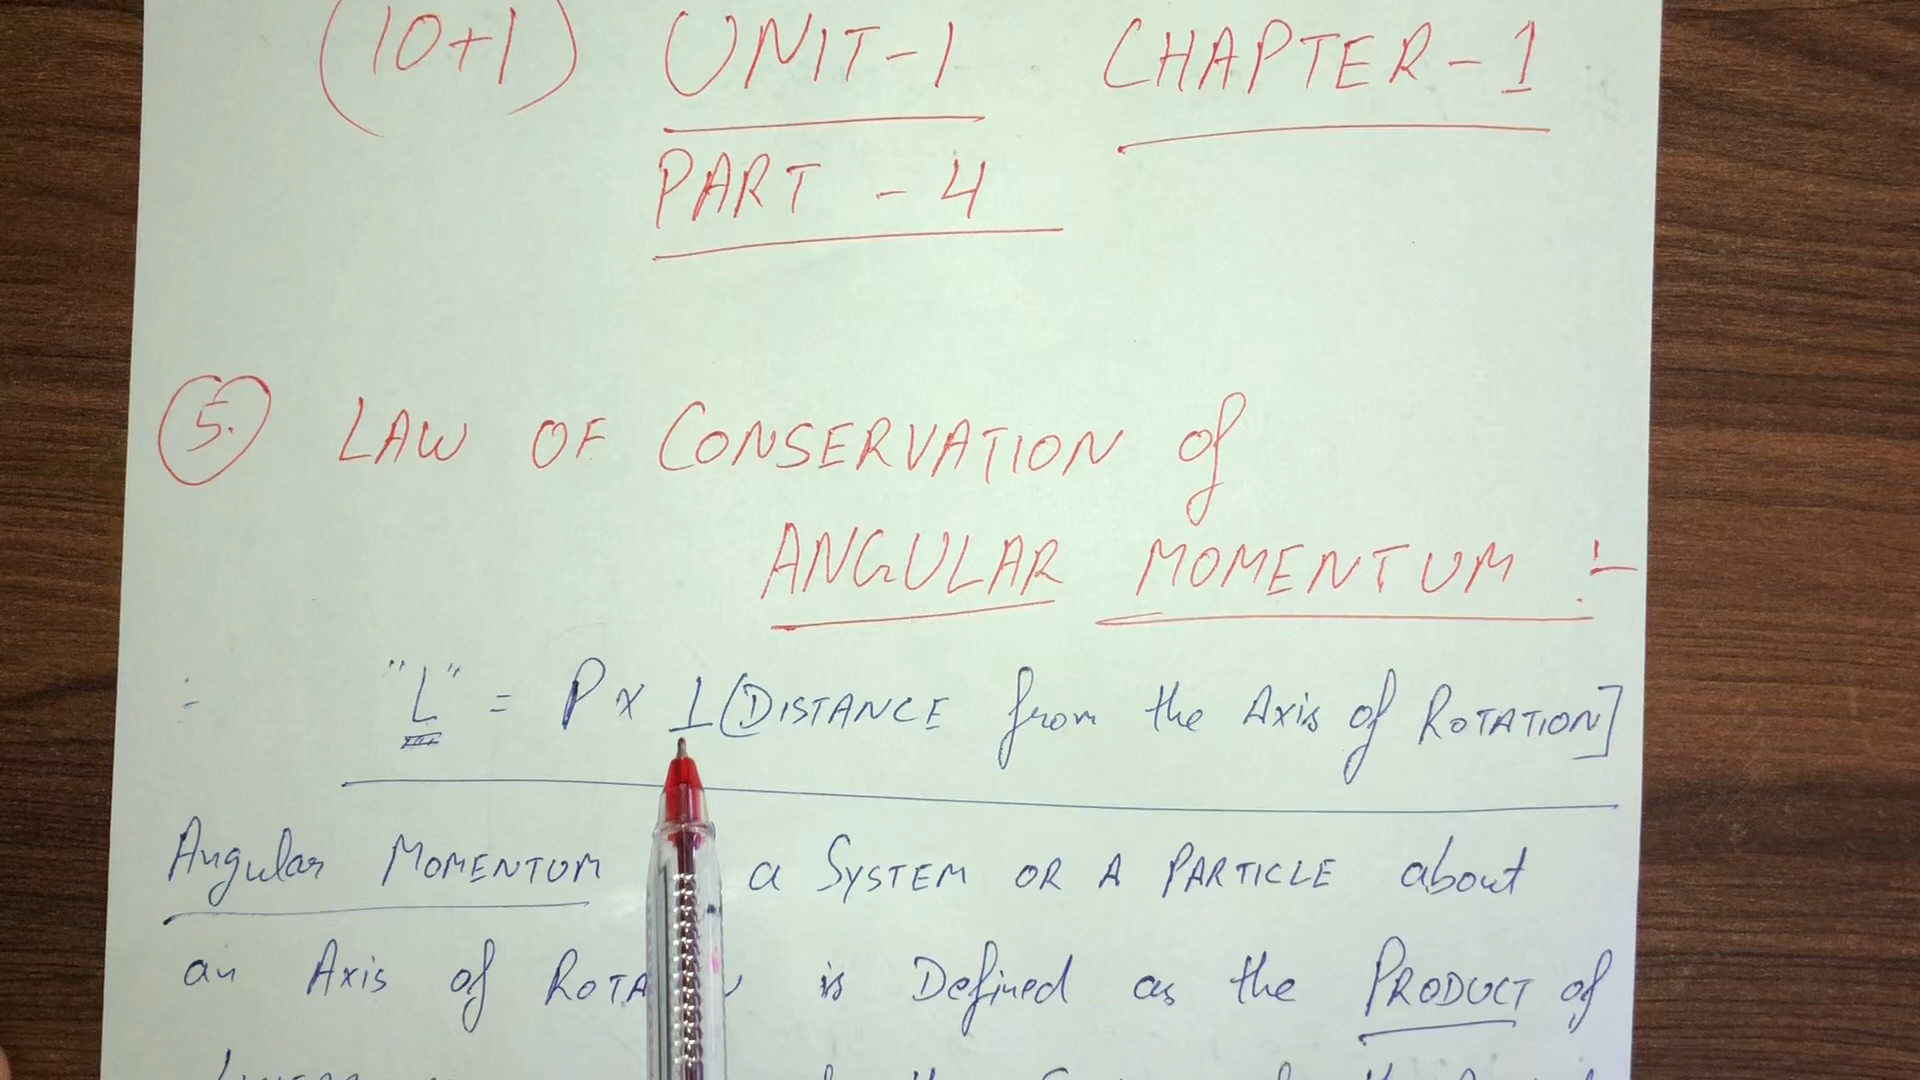 (10+1) UNIT-1 CHAPTER-1
PART - 4
5. LAW OF CONSERVATION of
ANGULAR MOMENTUM :-
:- "L" = P x ⊥ (DISTANCE from the Axis of ROTATION]
Angular MOMENTUM a SYSTEM OR A PARTICLE about
an Axis of is Defined as the PRODUCT of